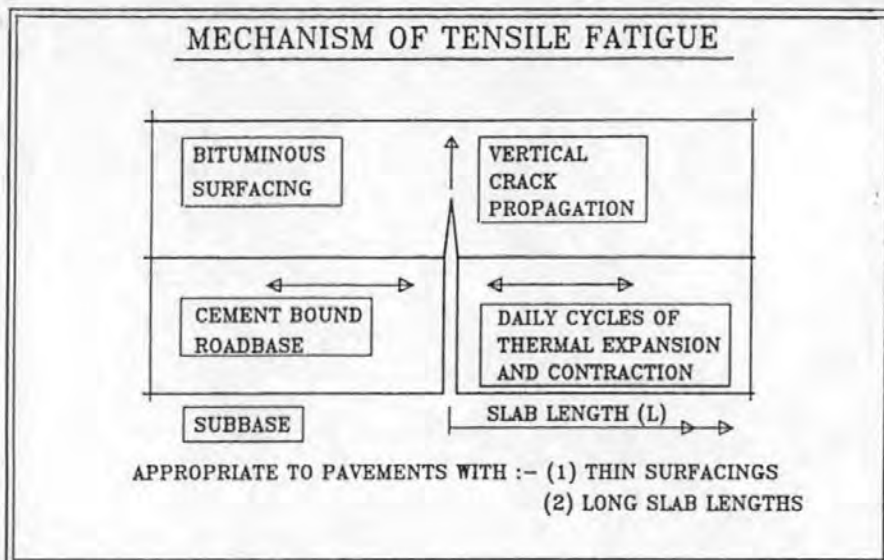 MECHANISM OF TENSILE FATIGUE
BITUMINOUS
SURFACING
VERTICAL
CRACK
PROPAGATION
CEMENT BOUND
ROADBASE
DAILY CYCLES OF
THERMAL EXPANSION
AND CONTRACTION
SUBBASE
SLAB LENGTH (L)
APPROPRIATE TO PAVEMENTS WITH :- (1) THIN SURFACINGS
(2) LONG SLAB LENGTHS